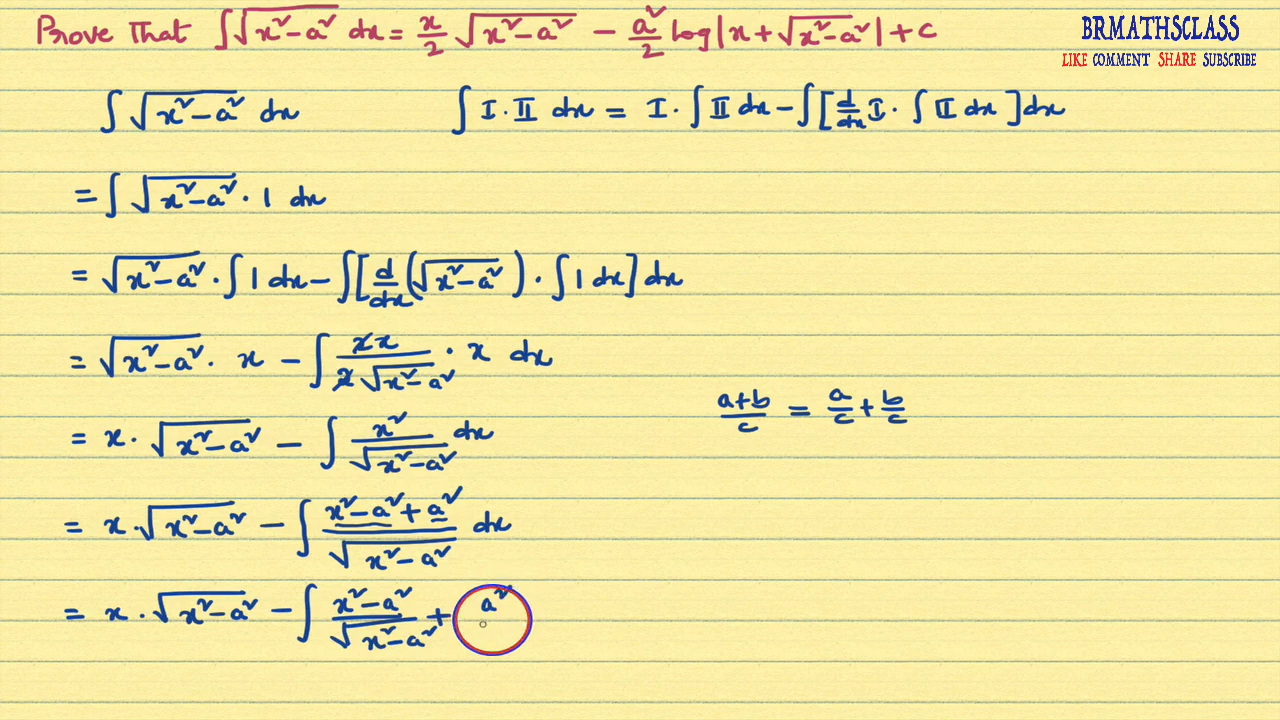 Prove That ∫√(x²-a²) dx = x/2 √(x²-a²) - a²/2 log|x+√(x²-a²)|+c
BRMATHSCLASS
LIKE COMMENT SHARE SUBSCRIBE
∫√(x²-a²) dx
∫ I·II dx = I·∫II dx - ∫[d/dx I·∫II dx]dx
= ∫√(x²-a²)·1 dx
= √(x²-a²)·∫1 dx - ∫[d/dx(√(x²-a²))·∫1 dx]dx
= √(x²-a²)·x - ∫2x/(2√(x²-a²))·x dx
(a+b)/c = a/c + b/c
= x·√(x²-a²) - ∫x²/√(x²-a²) dx
= x·√(x²-a²) - ∫(x²-a²+a²)/√(x²-a²) dx
= x·√(x²-a²) - ∫(x²-a²)/√(x²-a²) + a²